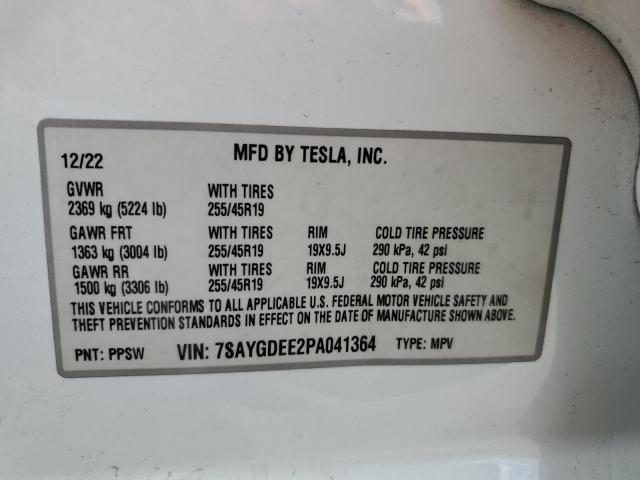 12/22 MFD BY TESLA, INC.
GVWR WITH TIRES
2369 kg (5224 lb) 255/45R19
GAWR FRT WITH TIRES RIM COLD TIRE PRESSURE
1363 kg (3004 lb) 255/45R19 19X9.5J 290 kPa, 42 psi
GAWR RR WITH TIRES RIM COLD TIRE PRESSURE
1500 kg (3306 lb) 255/45R19 19X9.5J 290 kPa, 42 psi
THIS VEHICLE CONFORMS TO ALL APPLICABLE U.S. FEDERAL MOTOR VEHICLE SAFETY AND
THEFT PREVENTION STANDARDS IN EFFECT ON THE DATE OF MANUFACTURE SHOWN ABOVE.
PNT: PPSW VIN: 7SAYGDEE2PA041364 TYPE: MPV